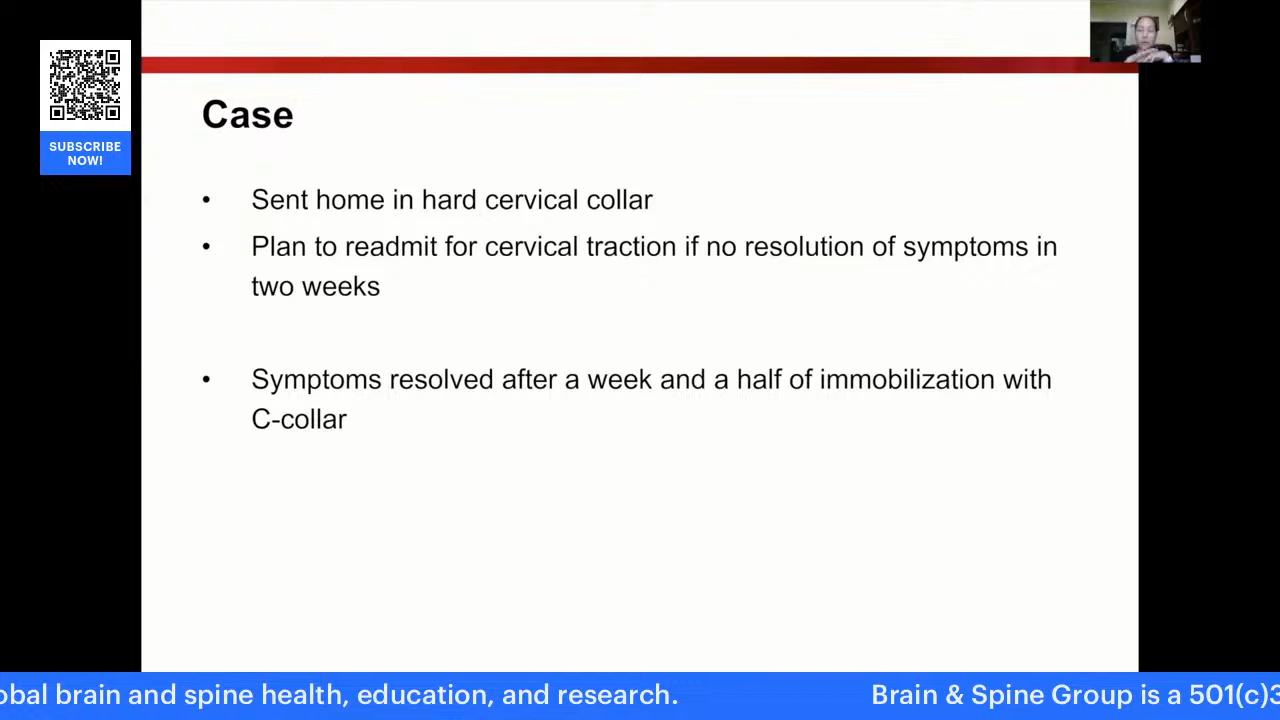 SUBSCRIBE
NOW!
Case
• Sent home in hard cervical collar
• Plan to readmit for cervical traction if no resolution of symptoms in
two weeks
• Symptoms resolved after a week and a half of immobilization with
C-collar
obal brain and spine health, education, and research. Brain & Spine Group is a 501(c)3